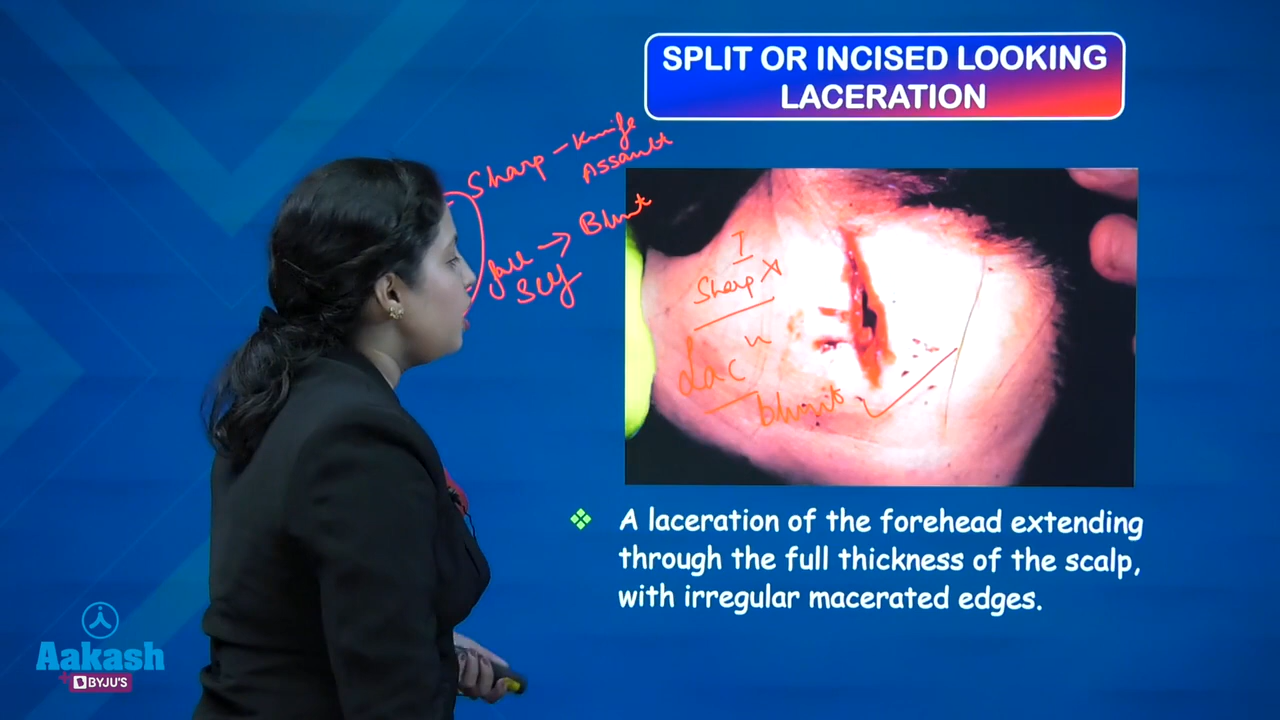 SPLIT OR INCISED LOOKING
LACERATION
Sharp – Knife
Assault
fall → Blunt
Self
I
Sharp X
Lac n
blunt ✓
❖ A laceration of the forehead extending
through the full thickness of the scalp,
with irregular macerated edges.
Aakash
+ BYJU'S